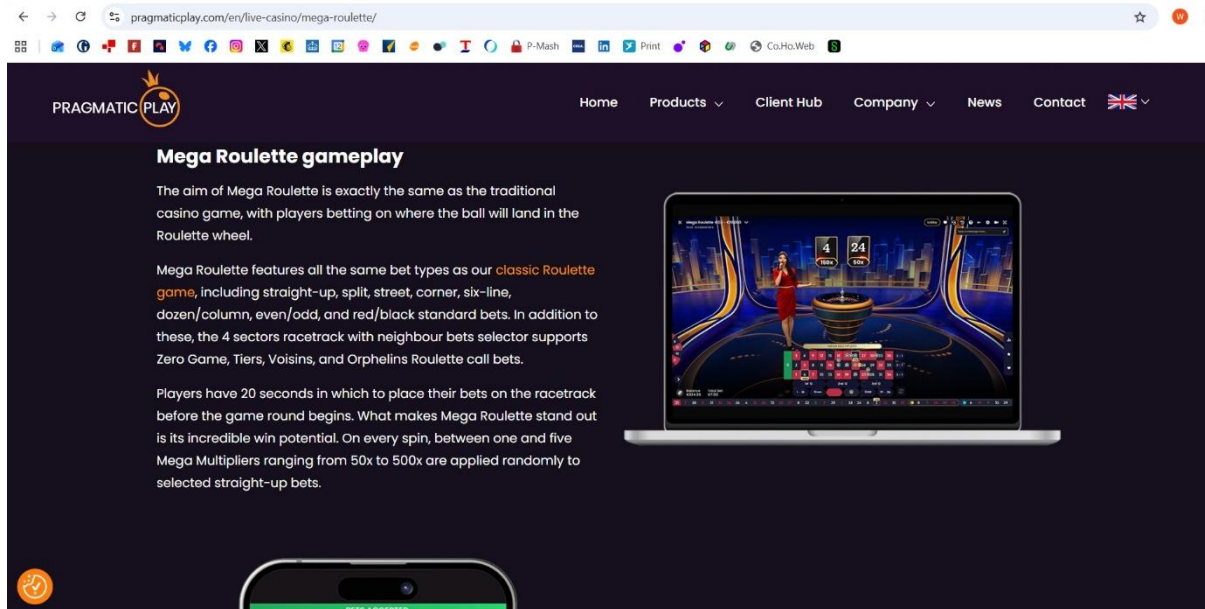 pragmaticplay.com/en/live-casino/mega-roulette/
P-Mash
Print
Co.Ho.Web
PRAGMATIC PLAY
Home
Products
Client Hub
Company
News
Contact
Mega Roulette gameplay
The aim of Mega Roulette is exactly the same as the traditional
casino game, with players betting on where the ball will land in the
Roulette wheel.
Mega Roulette features all the same bet types as our classic Roulette
game, including straight-up, split, street, corner, six-line,
dozen/column, even/odd, and red/black standard bets. In addition to
these, the 4 sectors racetrack with neighbour bets selector supports
Zero Game, Tiers, Voisins, and Orphelins Roulette call bets.
Players have 20 seconds in which to place their bets on the racetrack
before the game round begins. What makes Mega Roulette stand out
is its incredible win potential. On every spin, between one and five
Mega Multipliers ranging from 50x to 500x are applied randomly to
selected straight-up bets.
4
24
150x
50x
BETS ACCEPTED